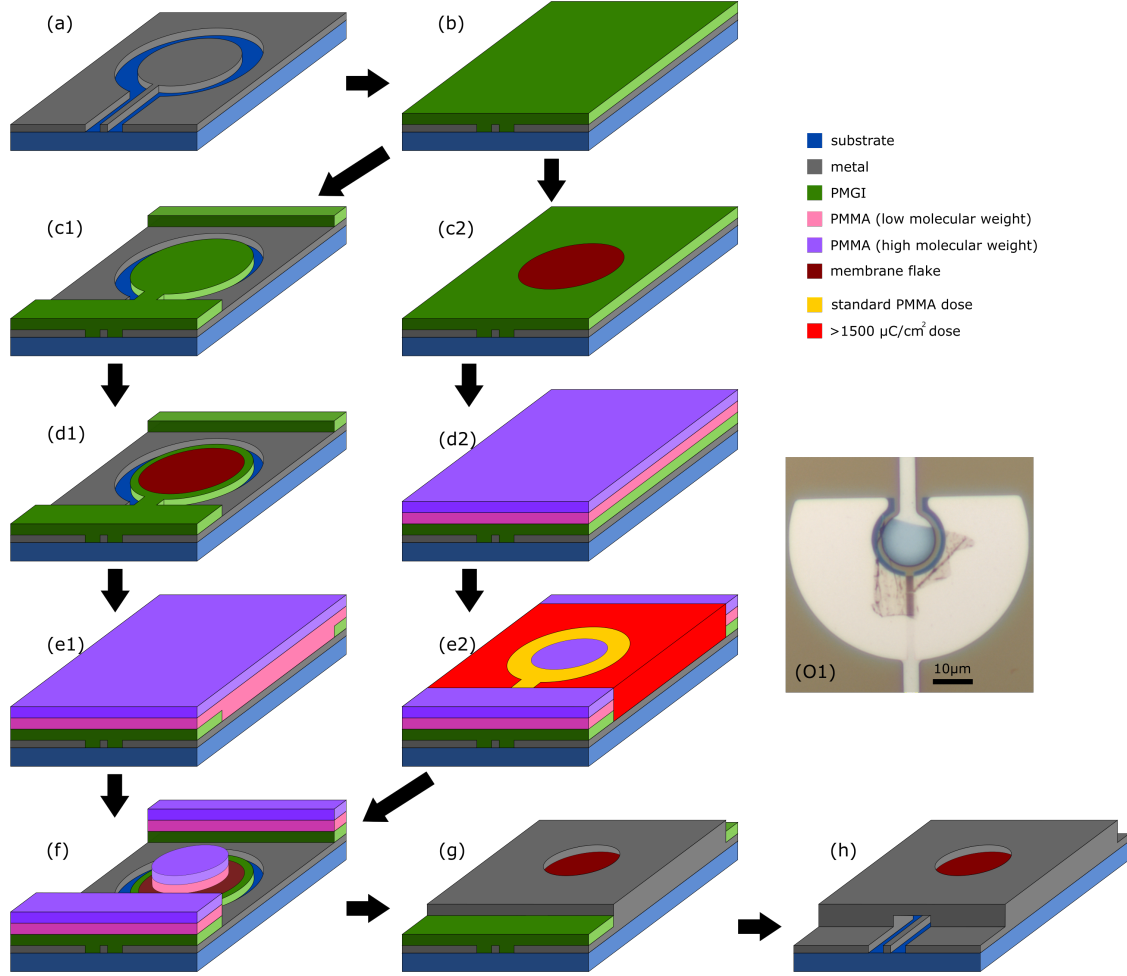 (a)
(b)
substrate
metal
PMGI
PMMA (low molecular weight)
PMMA (high molecular weight)
membrane flake
standard PMMA dose
>1500 µC/cm² dose
(c1)
(c2)
(d1)
(d2)
(e1)
(e2)
(O1)
10µm
(f)
(g)
(h)